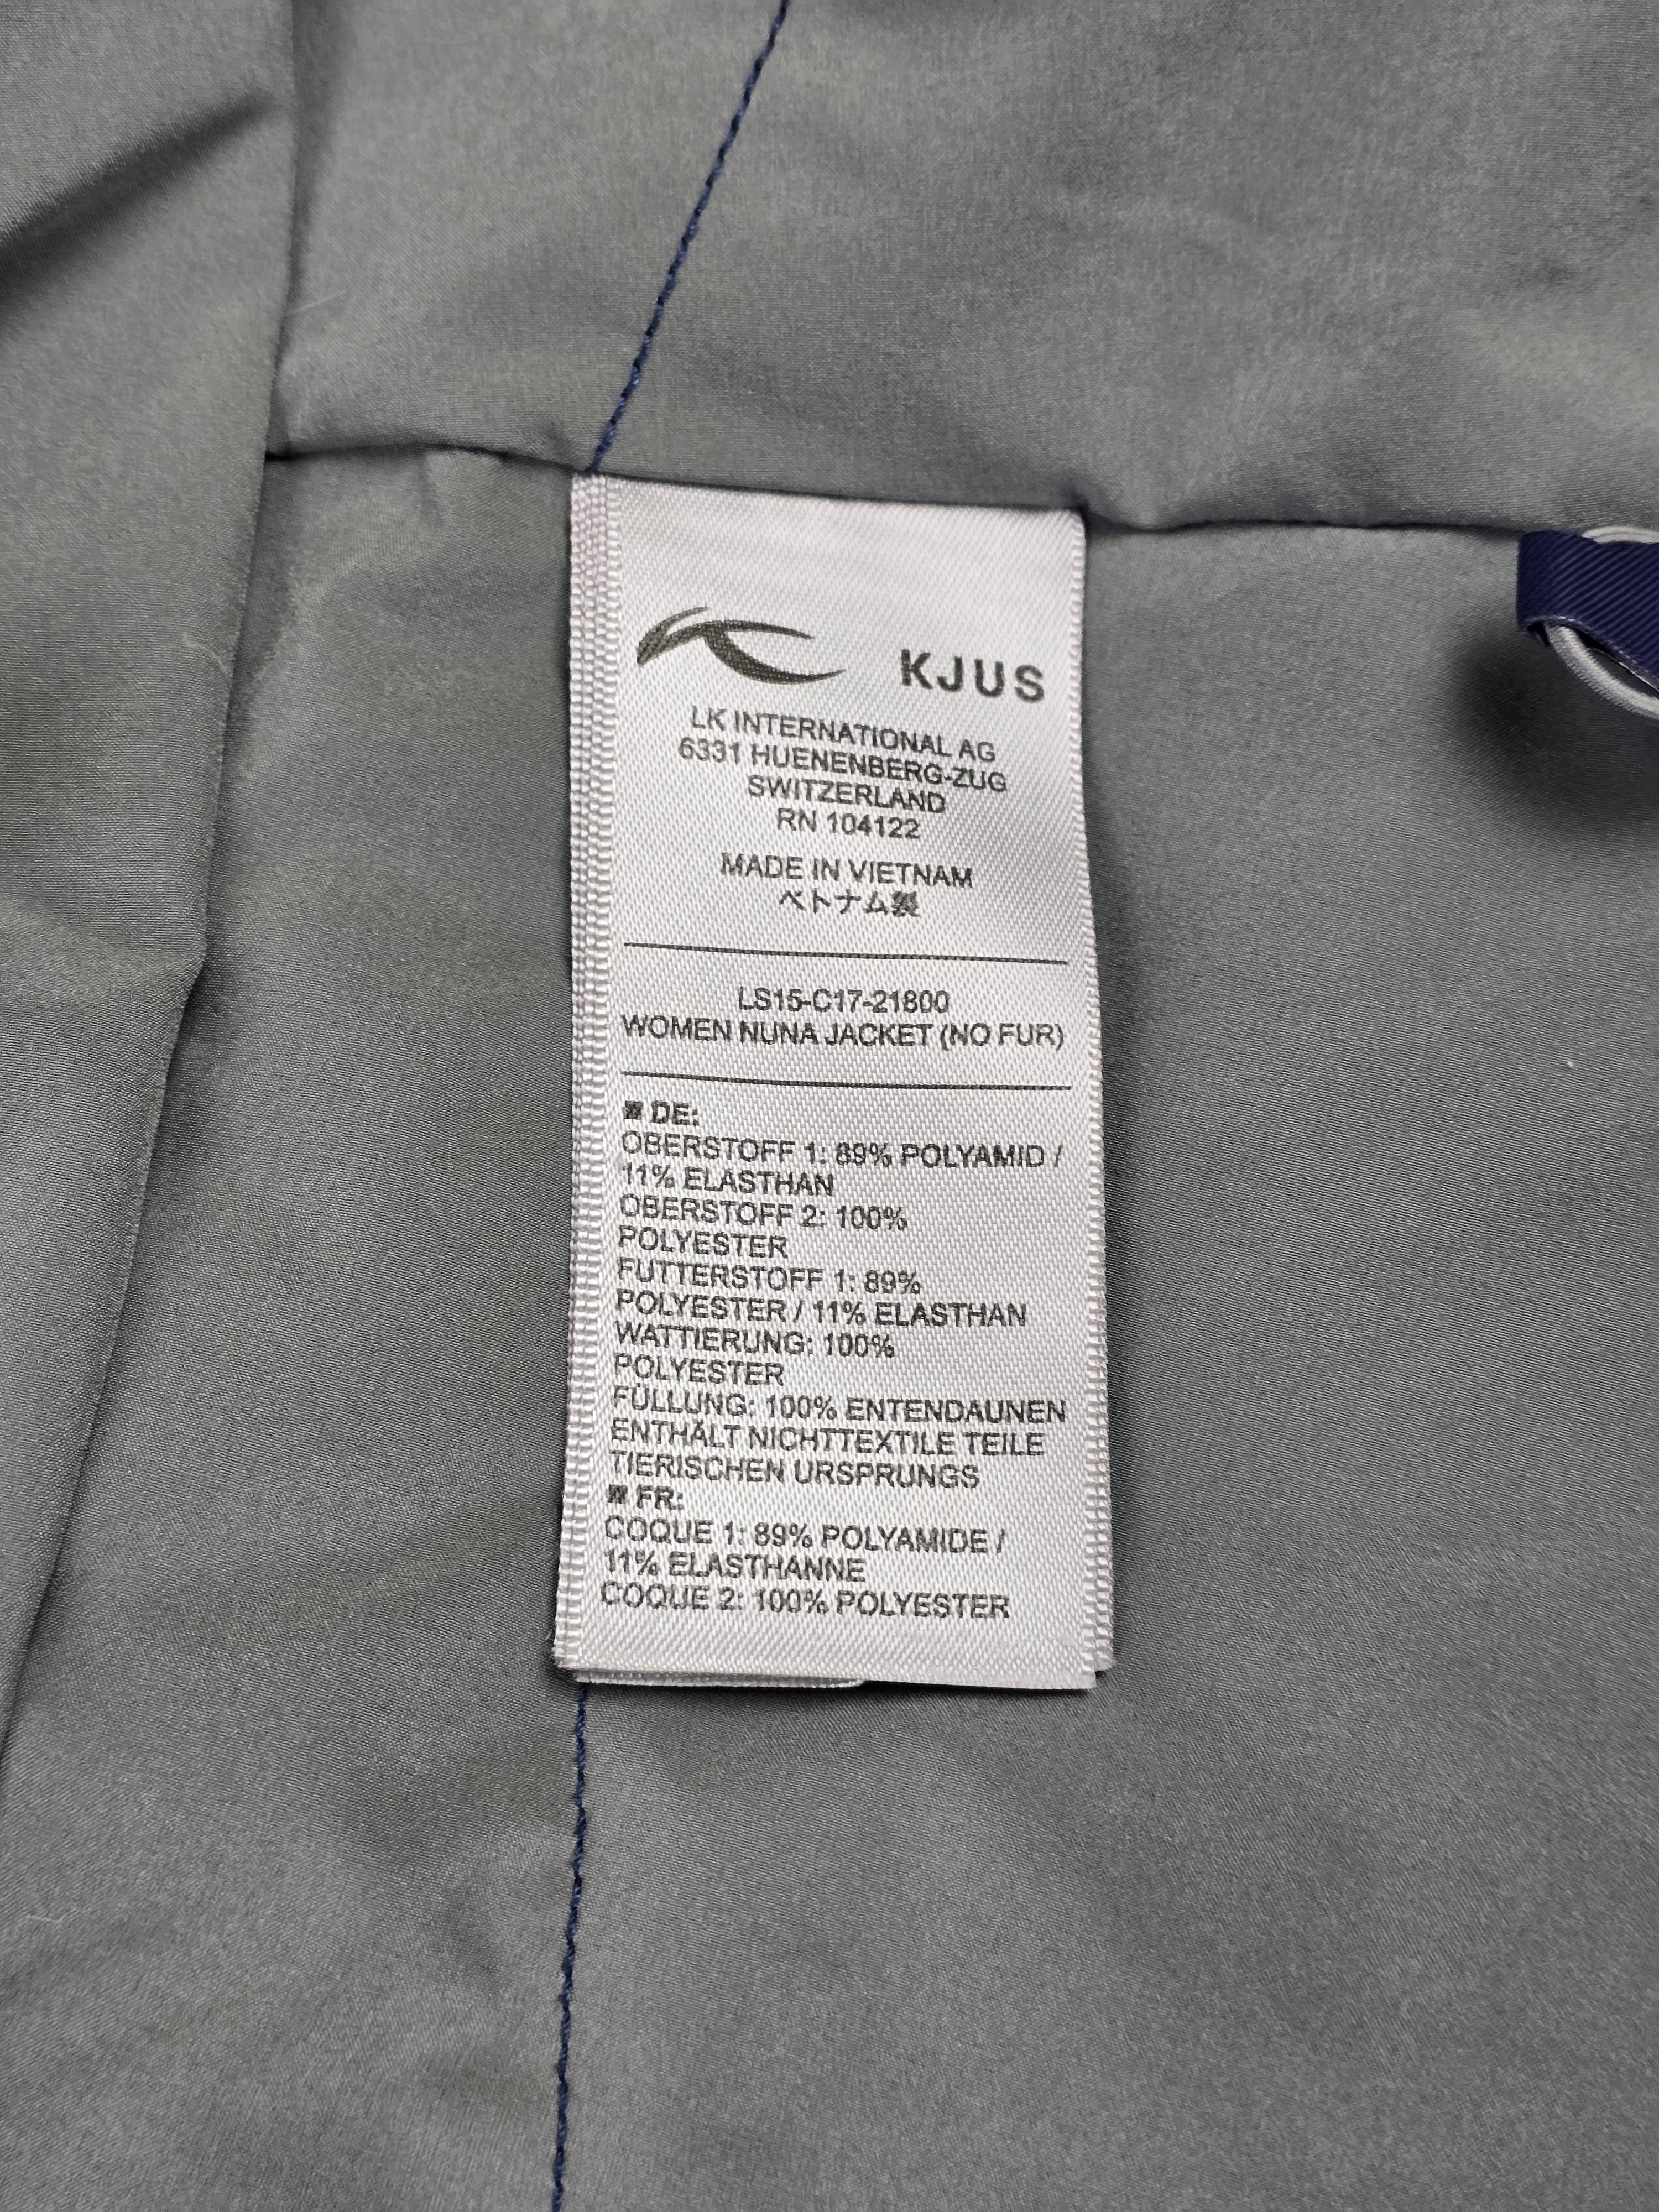 KJUS
LK INTERNATIONAL AG
6331 HUENENBERG-ZUG
SWITZERLAND
RN 104122
MADE IN VIETNAM
ベトナム製
LS15-C17-21800
WOMEN NUNA JACKET (NO FUR)
■ DE:
OBERSTOFF 1: 89% POLYAMID /
11% ELASTHAN
OBERSTOFF 2: 100%
POLYESTER
FUTTERSTOFF 1: 89%
POLYESTER / 11% ELASTHAN
WATTIERUNG: 100%
POLYESTER
FÜLLUNG: 100% ENTENDAUNEN
ENTHÄLT NICHTTEXTILE TEILE
TIERISCHEN URSPRUNGS
■ FR:
COQUE 1: 89% POLYAMIDE /
11% ELASTHANNE
COQUE 2: 100% POLYESTER